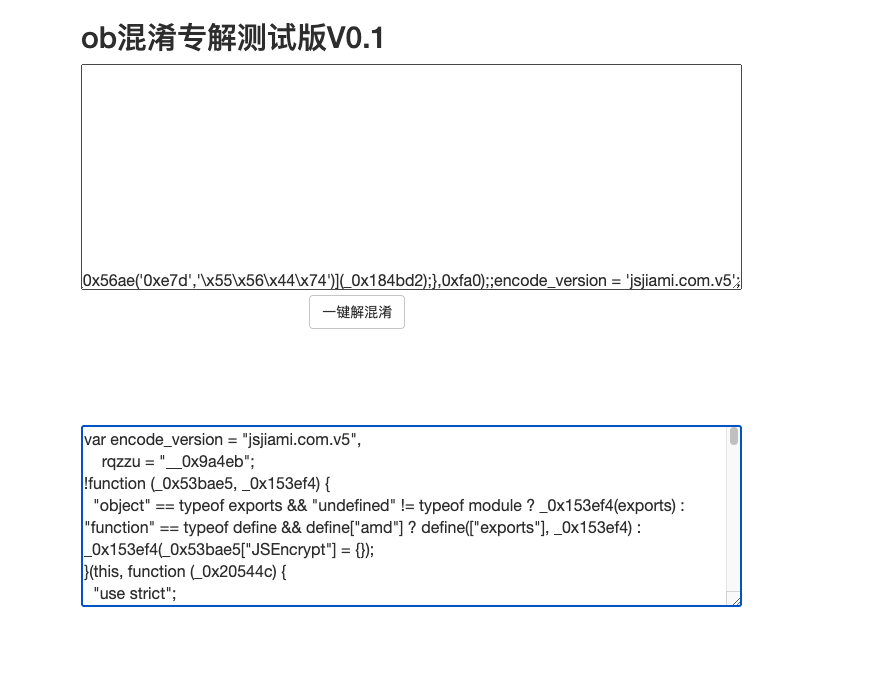 ob混淆专解测试版V0.1
0x56ae('0xe7d','\x55\x56\x44\x74')](_0x184bd2);},0xfa0);;encode_version = 'jsjiami.com.v5';
一键解混淆
var encode_version = "jsjiami.com.v5",
    rqzzu = "__0x9a4eb";
!function (_0x53bae5, _0x153ef4) {
  "object" == typeof exports && "undefined" != typeof module ? _0x153ef4(exports) :
"function" == typeof define && define["amd"] ? define(["exports"], _0x153ef4) :
_0x153ef4(_0x53bae5["JSEncrypt"] = {});
}(this, function (_0x20544c) {
  "use strict";